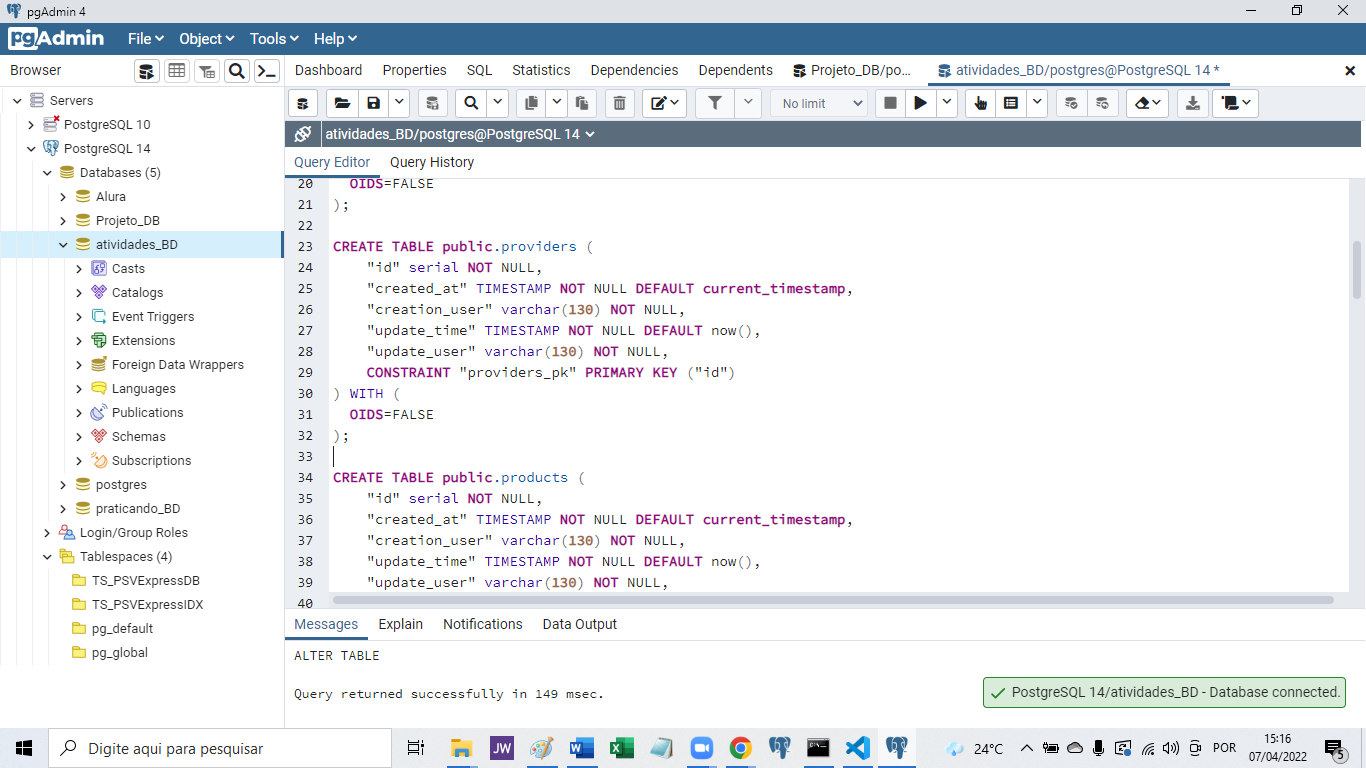 pgAdmin 4
pgAdmin File Object Tools Help
Browser
Dashboard Properties SQL Statistics Dependencies Dependents Projeto_DB/po... atividades_BD/postgres@PostgreSQL 14 *
No limit
atividades_BD/postgres@PostgreSQL 14
Query Editor Query History
Servers
PostgreSQL 10
PostgreSQL 14
Databases (5)
Alura
Projeto_DB
atividades_BD
Casts
Catalogs
Event Triggers
Extensions
Foreign Data Wrappers
Languages
Publications
Schemas
Subscriptions
postgres
praticando_BD
Login/Group Roles
Tablespaces (4)
TS_PSVExpressDB
TS_PSVExpressIDX
pg_default
pg_global
20 OIDS=FALSE
21 );
22
23 CREATE TABLE public.providers (
24 "id" serial NOT NULL,
25 "created_at" TIMESTAMP NOT NULL DEFAULT current_timestamp,
26 "creation_user" varchar(130) NOT NULL,
27 "update_time" TIMESTAMP NOT NULL DEFAULT now(),
28 "update_user" varchar(130) NOT NULL,
29 CONSTRAINT "providers_pk" PRIMARY KEY ("id")
30 ) WITH (
31 OIDS=FALSE
32 );
33
34 CREATE TABLE public.products (
35 "id" serial NOT NULL,
36 "created_at" TIMESTAMP NOT NULL DEFAULT current_timestamp,
37 "creation_user" varchar(130) NOT NULL,
38 "update_time" TIMESTAMP NOT NULL DEFAULT now(),
39 "update_user" varchar(130) NOT NULL,
40
Messages Explain Notifications Data Output
ALTER TABLE
Query returned successfully in 149 msec.
PostgreSQL 14/atividades_BD - Database connected.
Digite aqui para pesquisar
JW
24°C
POR
15:16
07/04/2022
5